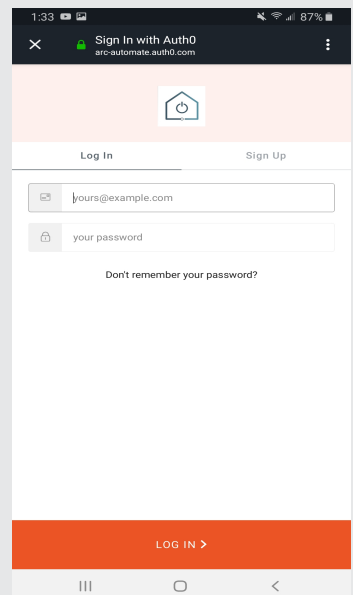 1:33 87%
Sign In with Auth0
arc-automate.auth0.com
Log In Sign Up
yours@example.com
your password
Don't remember your password?
LOG IN